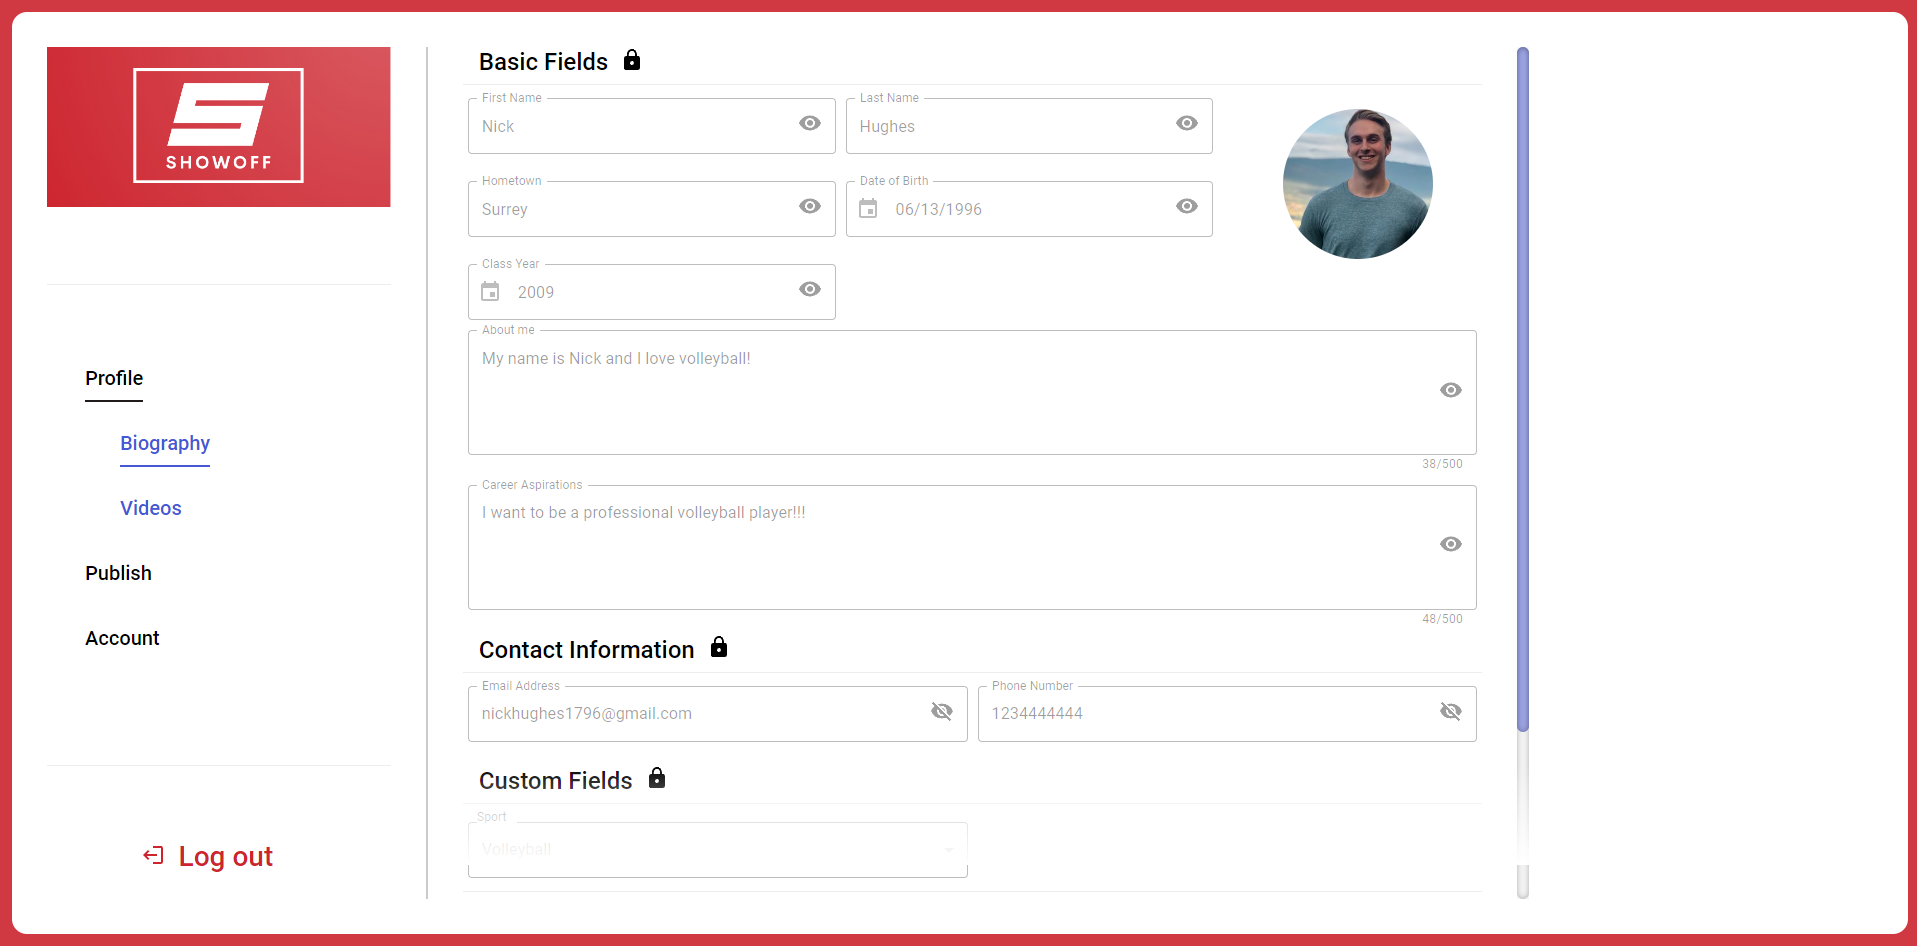 SHOWOFF
Profile
Biography
Videos
Publish
Account
Log out
Basic Fields
First Name
Nick
Last Name
Hughes
Hometown
Surrey
Date of Birth
06/13/1996
Class Year
2009
About me
My name is Nick and I love volleyball!
38/500
Career Aspirations
I want to be a professional volleyball player!!!
48/500
Contact Information
Email Address
nickhughes1796@gmail.com
Phone Number
1234444444
Custom Fields
Sport
Volleyball